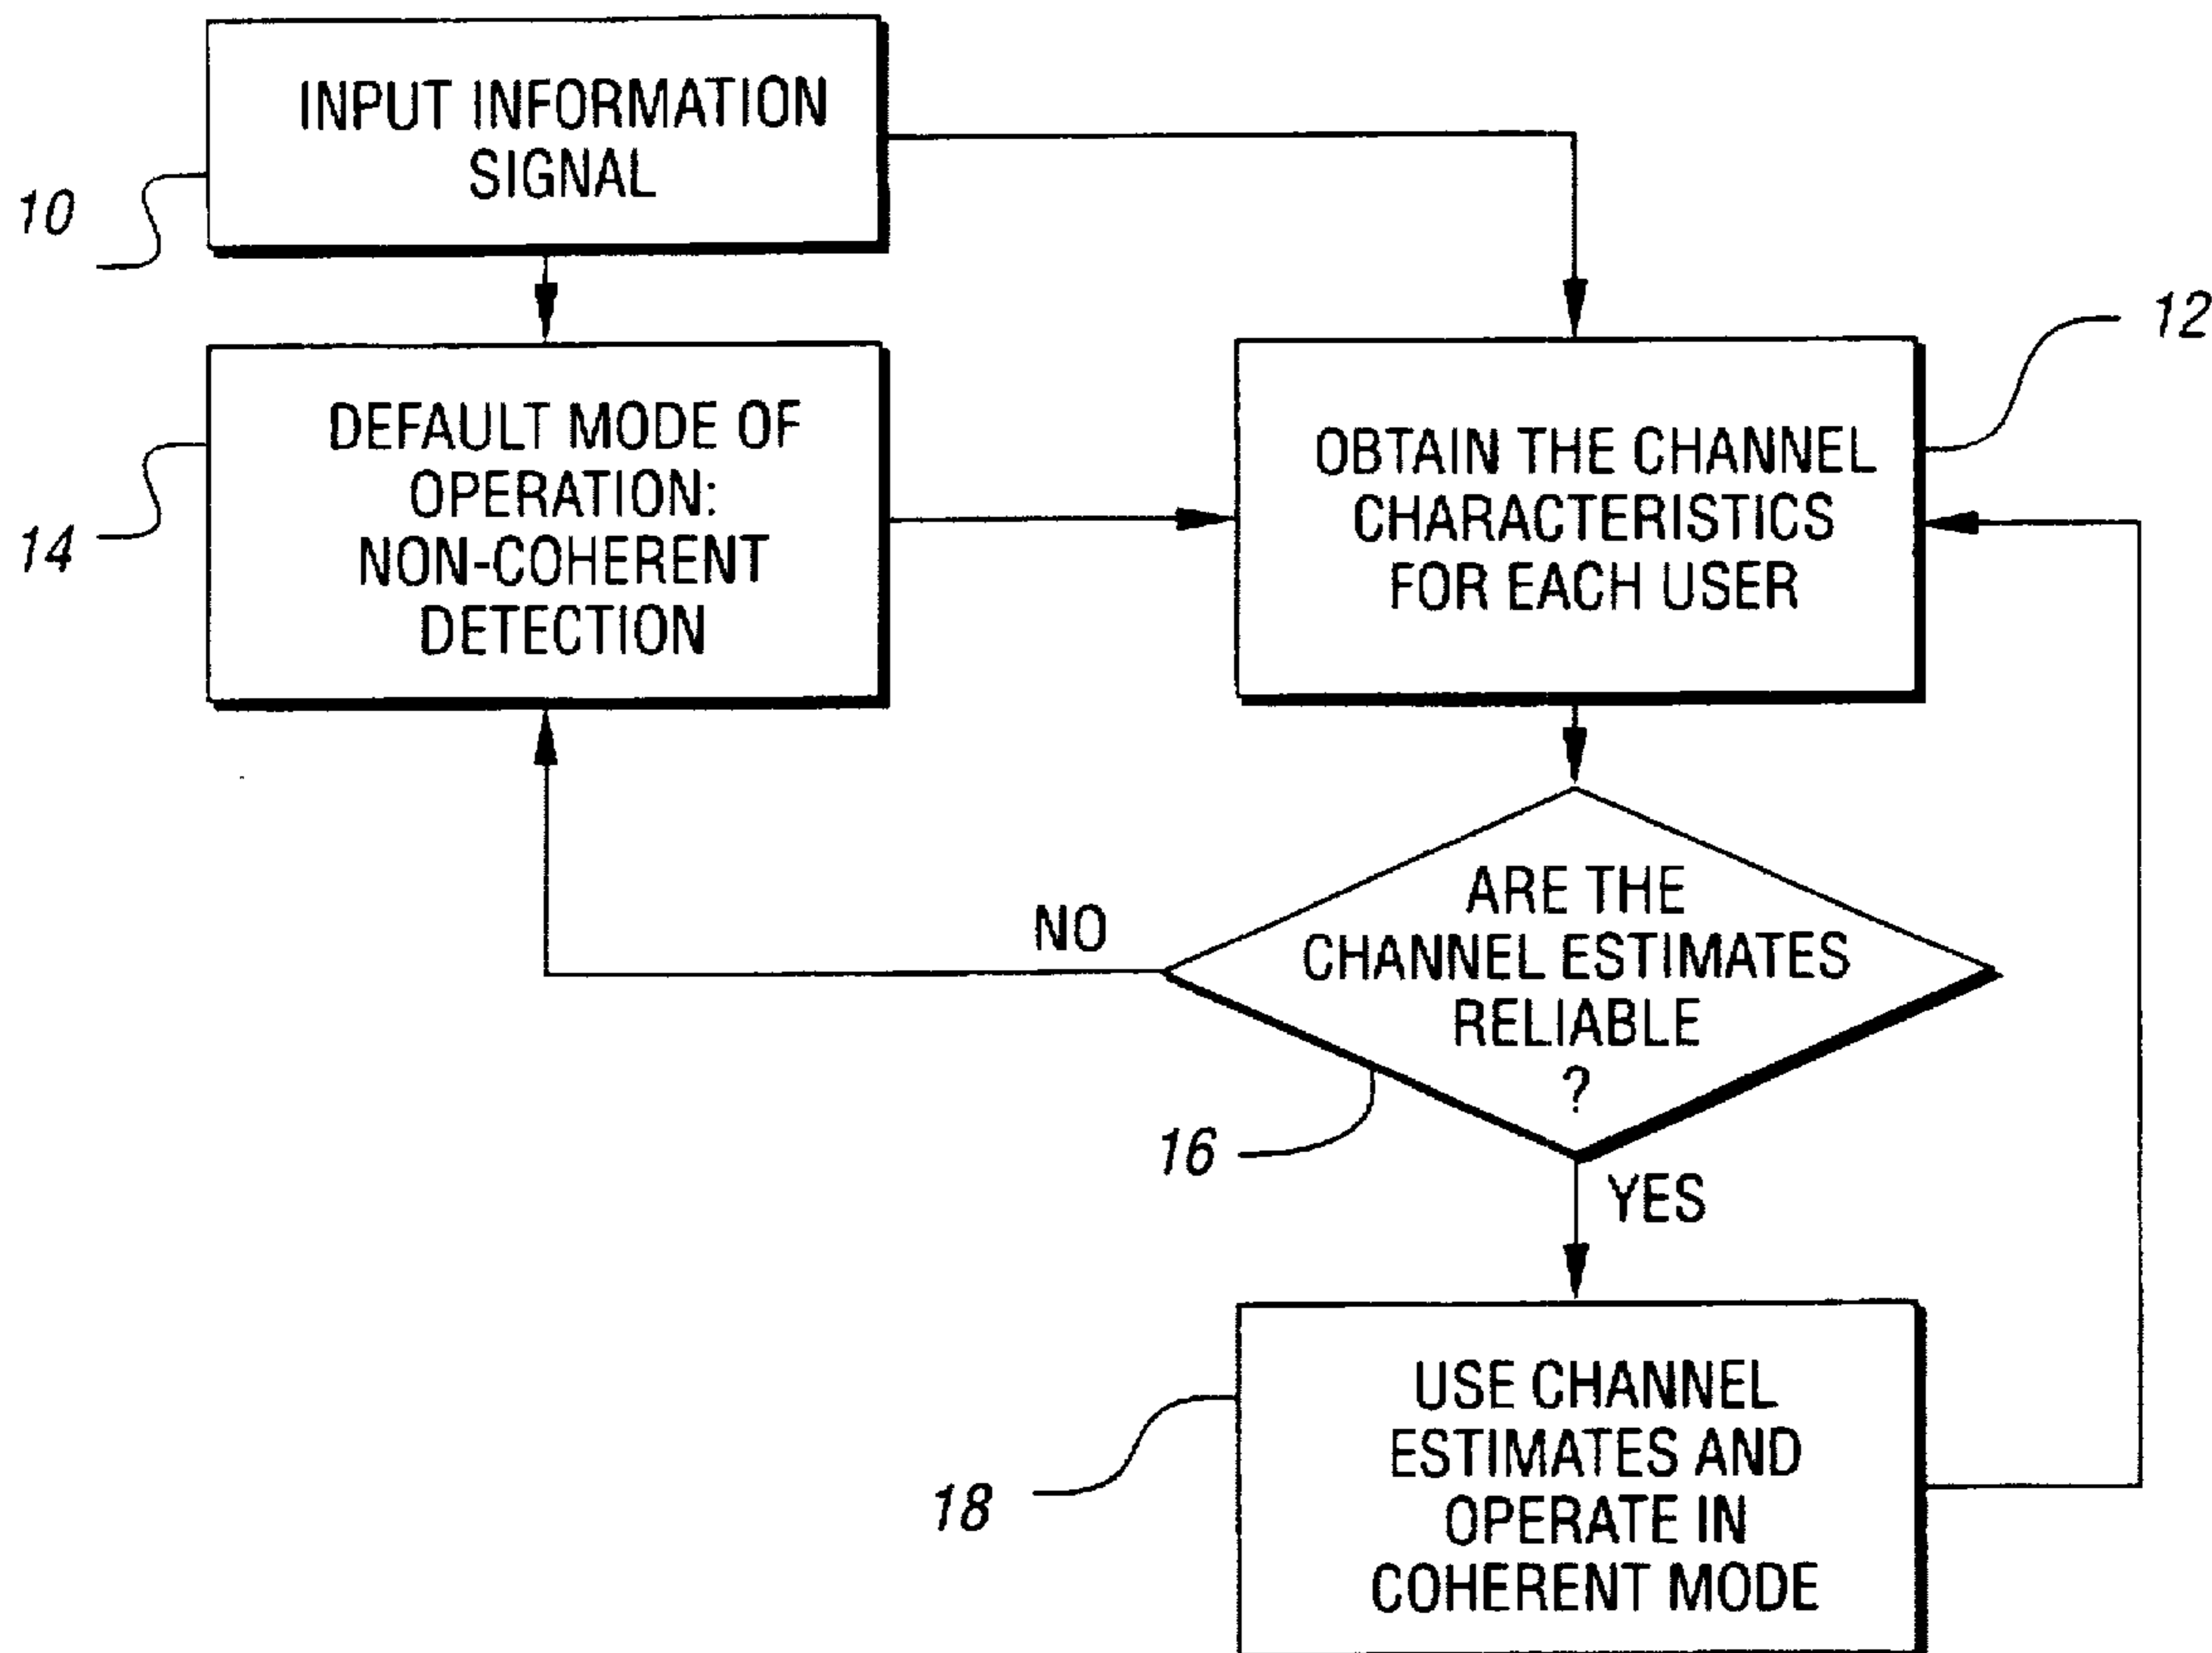 INPUT INFORMATION
SIGNAL
10
12
DEFAULT MODE OF
OPERATION:
NON-COHERENT
DETECTION
14
OBTAIN THE CHANNEL
CHARACTERISTICS
FOR EACH USER
ARE THE
CHANNEL ESTIMATES
RELIABLE
?
NO
16
YES
USE CHANNEL
ESTIMATES AND
OPERATE IN
COHERENT MODE
18